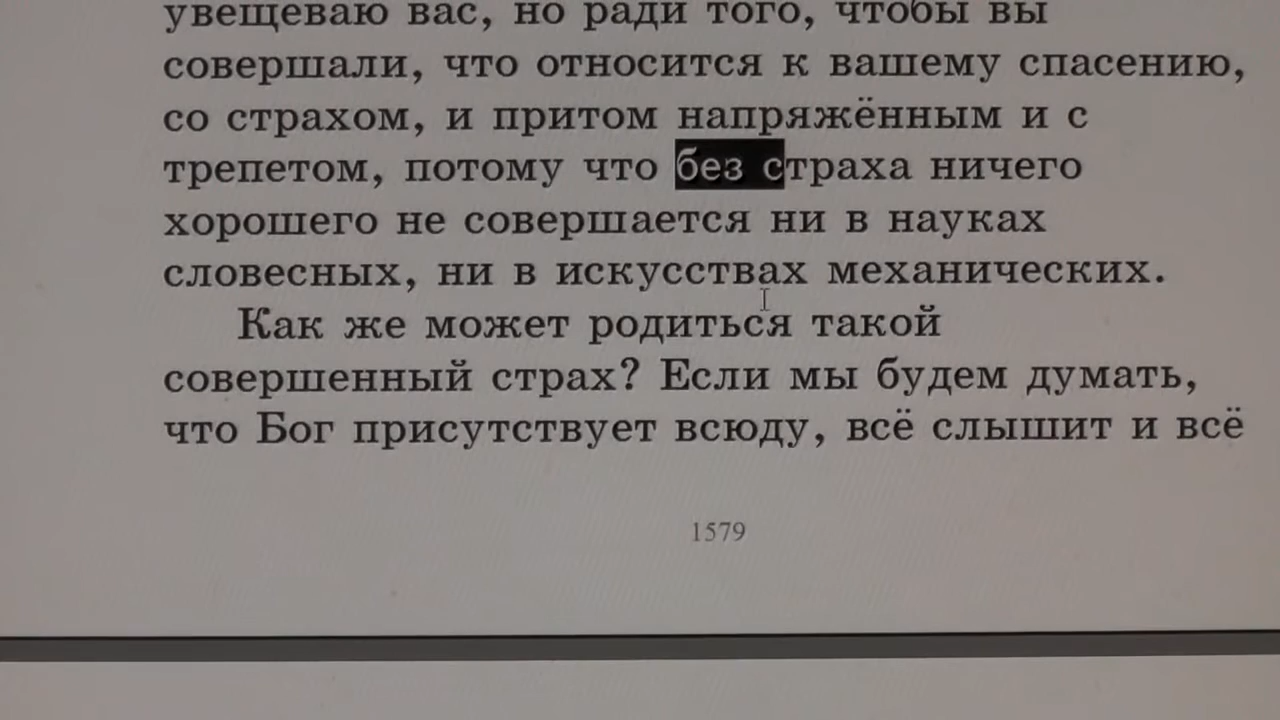 увещеваю вас, но ради того, чтобы вы
совершали, что относится к вашему спасению,
со страхом, и притом напряжённым и с
трепетом, потому что без страха ничего
хорошего не совершается ни в науках
словесных, ни в искусствах механических.
Как же может родиться такой
совершенный страх? Если мы будем думать,
что Бог присутствует всюду, всё слышит и всё
1579